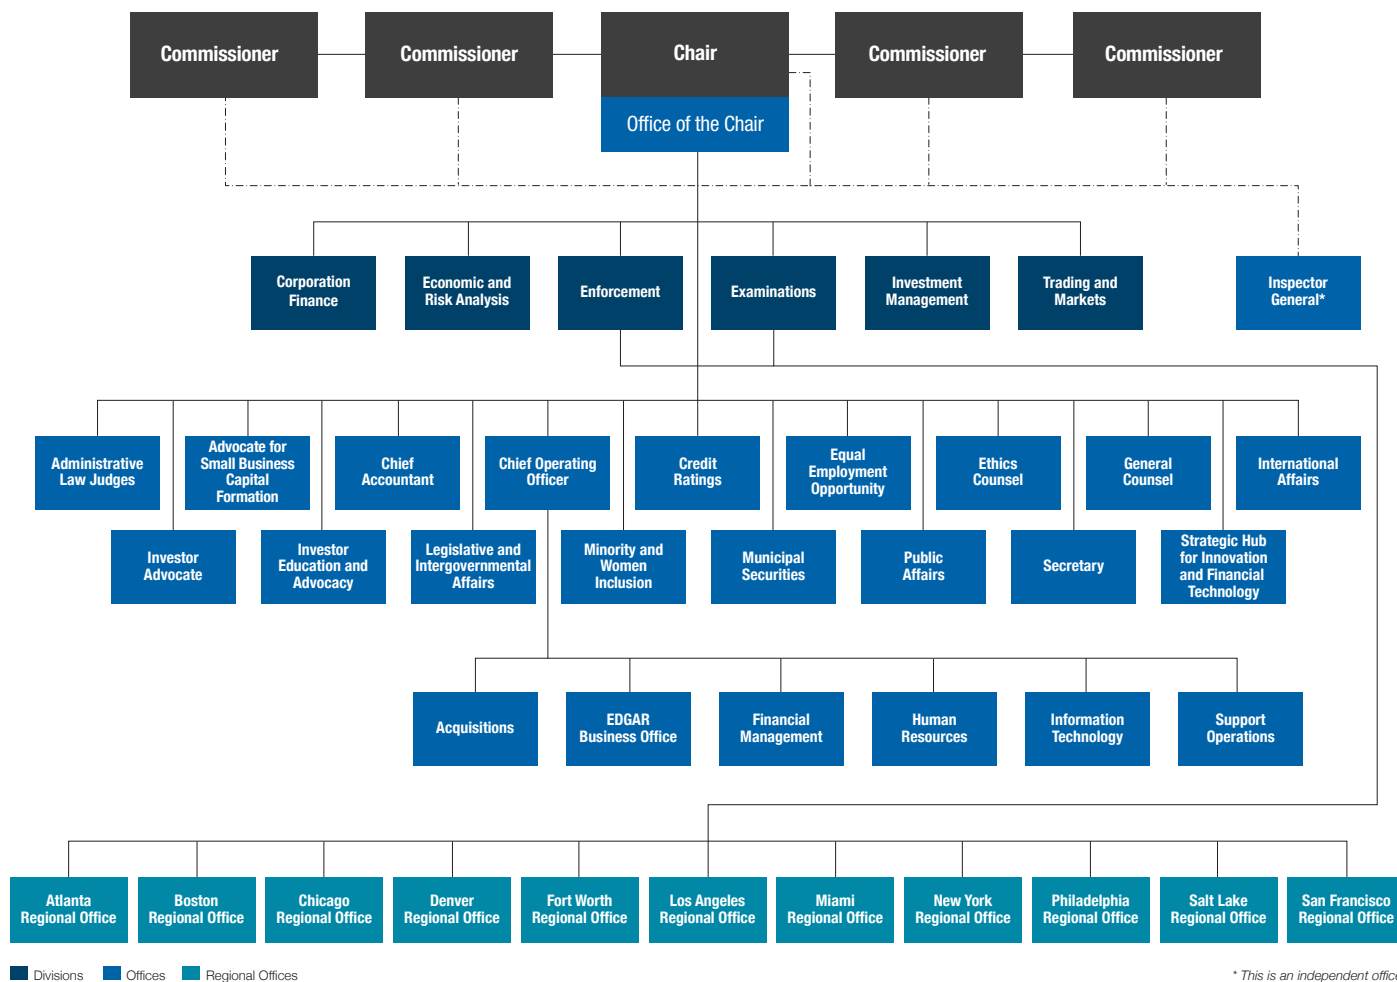 Commissioner
Commissioner
Chair
Commissioner
Commissioner
Office of the Chair
Corporation
Finance
Economic and
Risk Analysis
Enforcement
Examinations
Investment
Management
Trading and
Markets
Inspector
General*
Administrative
Law Judges
Advocate for
Small Business
Capital
Formation
Chief
Accountant
Chief Operating
Officer
Credit
Ratings
Equal
Employment
Opportunity
Ethics
Counsel
General
Counsel
International
Affairs
Investor
Advocate
Investor
Education and
Advocacy
Legislative and
Intergovernmental
Affairs
Minority and
Women
Inclusion
Municipal
Securities
Public
Affairs
Secretary
Strategic Hub
for Innovation
and Financial
Technology
Acquisitions
EDGAR
Business Office
Financial
Management
Human
Resources
Information
Technology
Support
Operations
Atlanta
Regional Office
Boston
Regional Office
Chicago
Regional Office
Denver
Regional Office
Fort Worth
Regional Office
Los Angeles
Regional Office
Miami
Regional Office
New York
Regional Office
Philadelphia
Regional Office
Salt Lake
Regional Office
San Francisco
Regional Office
Divisions
Offices
Regional Offices
* This is an independent office